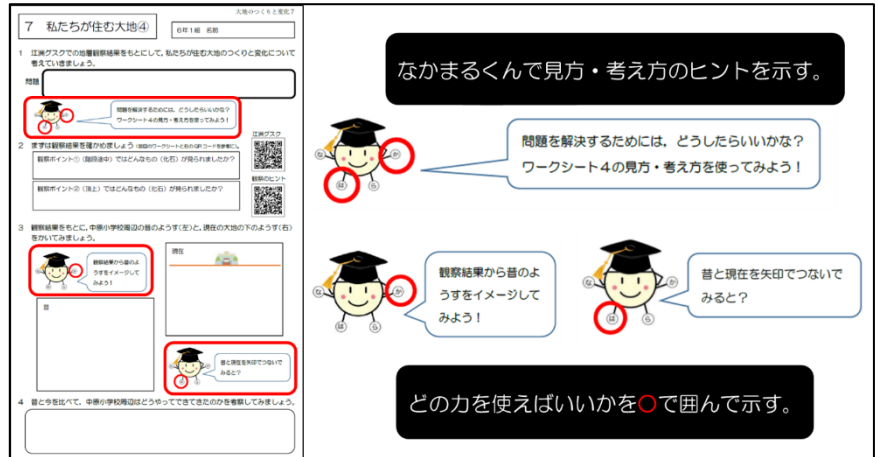 大地のつくりと変化７
７ 私たちが住む大地④
６年１組 名前
１ 江洲グスクでの地層観察結果をもとにして，私たちが住む大地のつくりと変化について
考えていきましょう。
問題
問題を解決するためには，どうしたらいいかな？
ワークシート４の見方・考え方を使ってみよう！
江洲グスク
２ まずは観察結果を確かめましょう
観察ポイント①（階段途中）ではどんなもの（化石）が見られましたか？
観察のヒント
観察ポイント②（頂上）ではどんなもの（化石）が見られましたか？
３ 観察結果をもとに，中原小学校周辺の昔のようす（左）と，現在の大地の下のようす（右）
をかいてみましょう。
観察結果から昔のよ
うすをイメージして
みよう！
現在
昔
昔と現在を矢印でつないで
みると？
４ 昔と今を比べて，中原小学校周辺はどうやってできてきたのかを考察してみましょう。
なかまるくんで見方・考え方のヒントを示す。
問題を解決するためには，どうしたらいいかな？
ワークシート４の見方・考え方を使ってみよう！
な
か
は
ら
観察結果から昔のよ
うすをイメージして
みよう！
な
か
は
ら
昔と現在を矢印でつないで
みると？
な
か
は
ら
どの力を使えばいいかを○で囲んで示す。